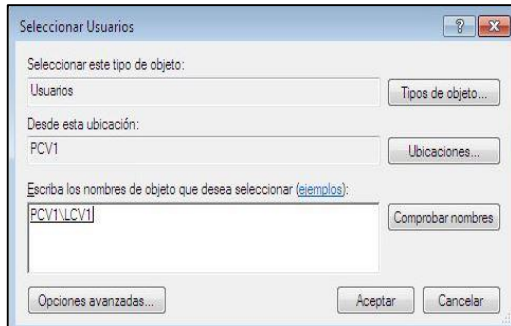 Seleccionar Usuarios
Seleccionar este tipo de objeto:
Usuarios
Tipos de objeto...
Desde esta ubicación:
PCV1
Ubicaciones...
Escriba los nombres de objeto que desea seleccionar (ejemplos):
PCV1\LCV1
Comprobar nombres
Opciones avanzadas...
Aceptar
Cancelar